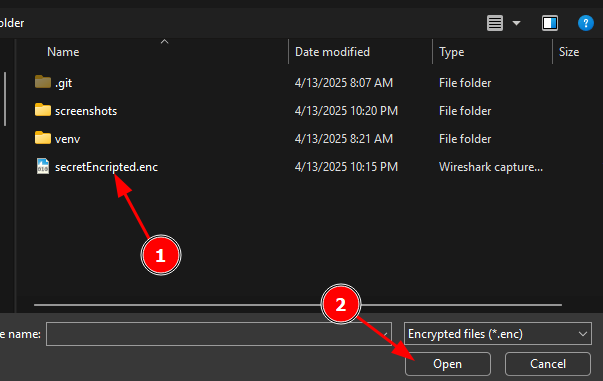 older
Name Date modified Type Size
.git 4/13/2025 8:07 AM File folder
screenshots 4/13/2025 10:20 PM File folder
venv 4/13/2025 8:21 AM File folder
secretEncripted.enc 4/13/2025 10:15 PM Wireshark capture...
1
2
e name: Encrypted files (*.enc)
Open Cancel